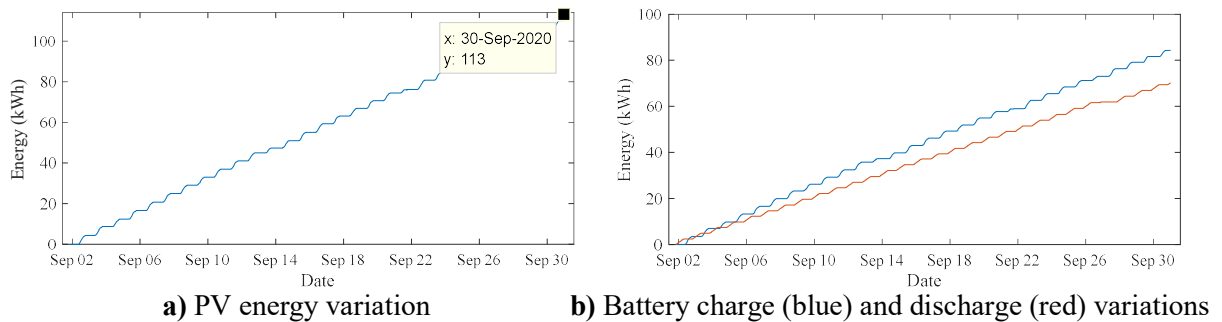 100
80
60
40
20
0
Energy (kWh)
x: 30-Sep-2020
y: 113
Sep 02 Sep 06 Sep 10 Sep 14 Sep 18 Sep 22 Sep 26 Sep 30
Date
a) PV energy variation
100
80
60
40
20
0
Energy (kWh)
Sep 02 Sep 06 Sep 10 Sep 14 Sep 18 Sep 22 Sep 26 Sep 30
Date
b) Battery charge (blue) and discharge (red) variations